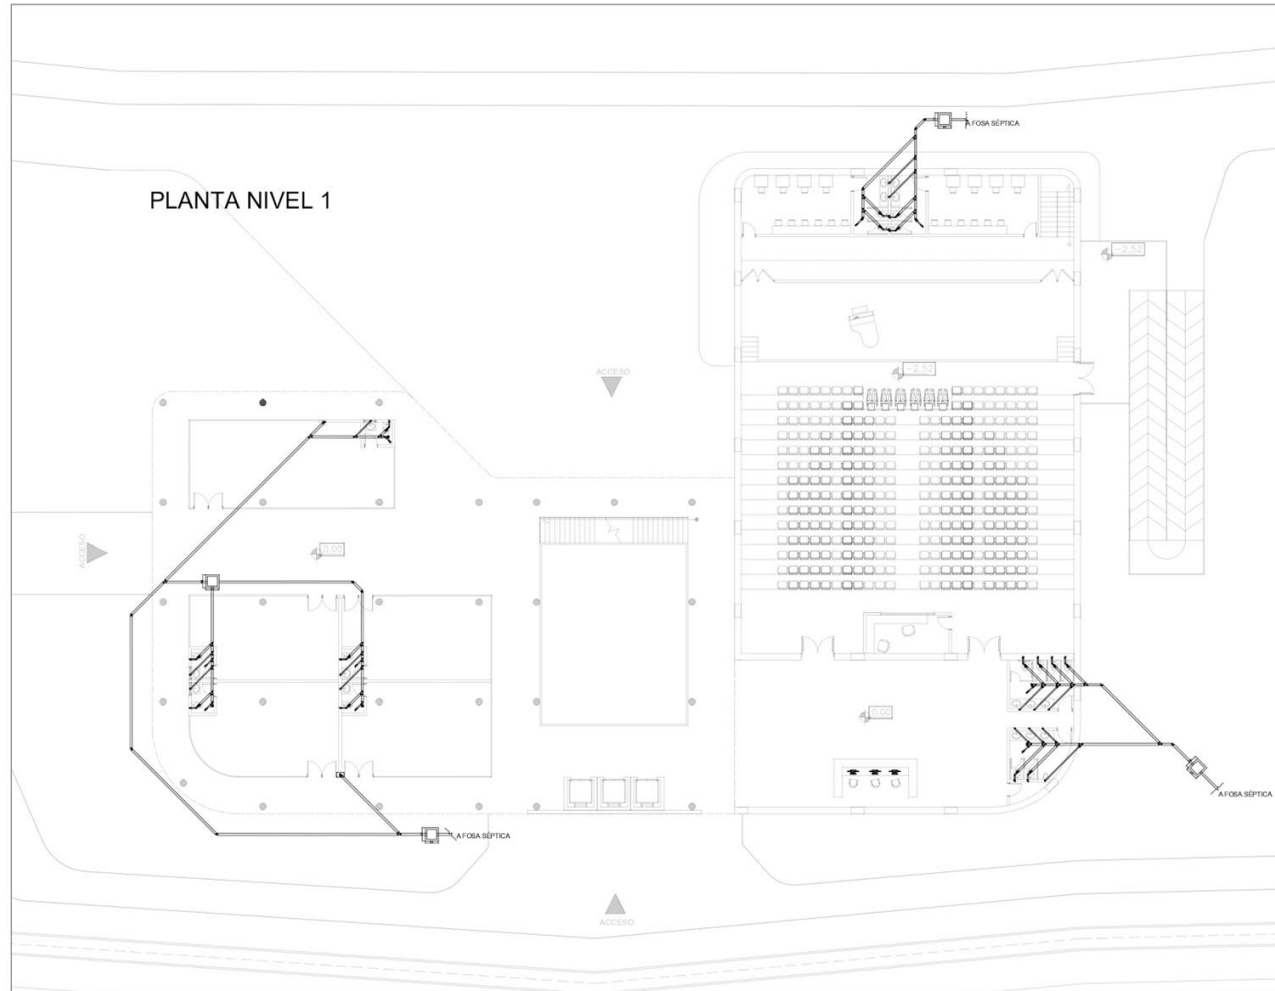 A FOSA SÉPTICA
PLANTA NIVEL 1
-2.52
-2.52
ACCESO
ACCESO
0.00
0.00
A FOSA SÉPTICA
A FOSA SÉPTICA
ACCESO